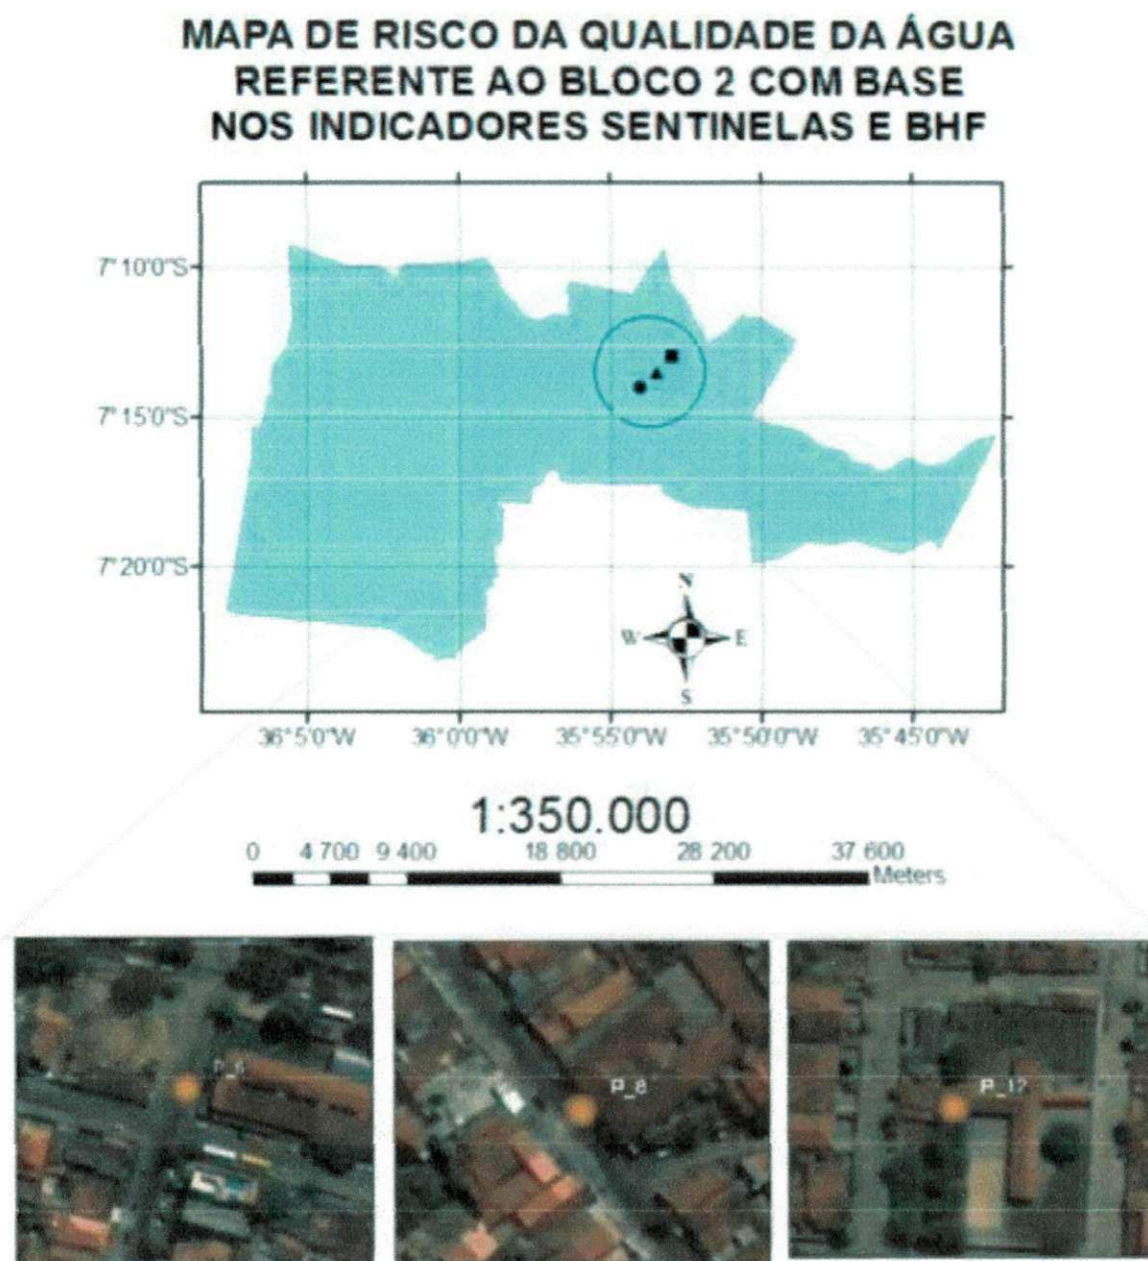 MAPA DE RISCO DA QUALIDADE DA ÁGUA
REFERENTE AO BLOCO 2 COM BASE
NOS INDICADORES SENTINELAS E BHF
7°10'0"S
7°15'0"S
7°20'0"S
N
W E
S
36°5'0"W 36°0'0"W 35°55'0"W 35°50'0"W 35°45'0"W
1:350.000
0 4 700 9 400 18 800 28 200 37 600
Meters
P_8 P_12